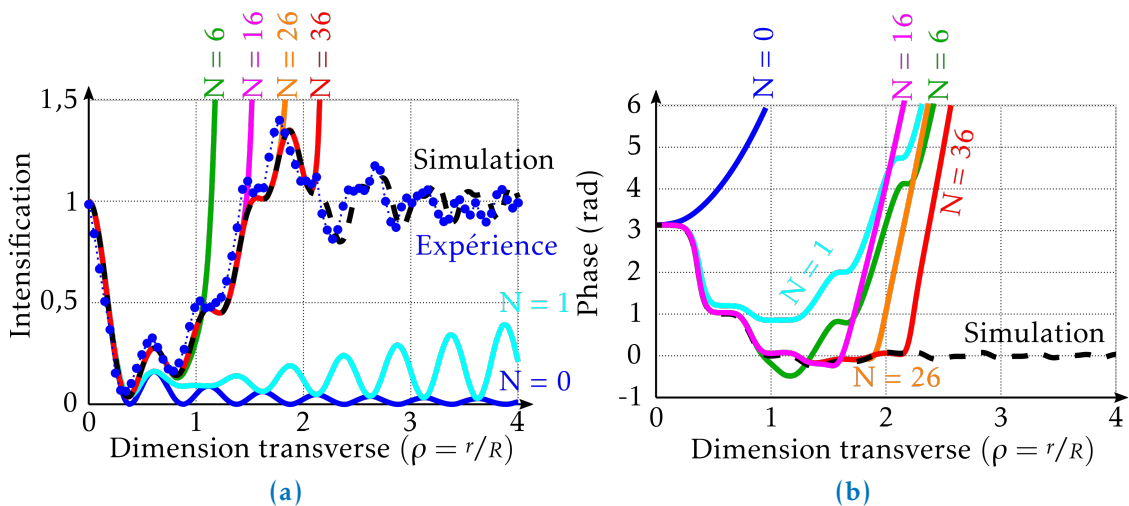 N = 6
N = 16
N = 26
N = 36
1,5
1
0,5
0
Intensification
Simulation
Expérience
N = 1
N = 0
0
1
2
3
4
Dimension transverse (ρ = r/R)
(a)
N = 0
N = 16
N = 6
6
5
4
3
2
1
0
-1
Phase (rad)
N = 1
N = 36
Simulation
N = 26
0
1
2
3
4
Dimension transverse (ρ = r/R)
(b)